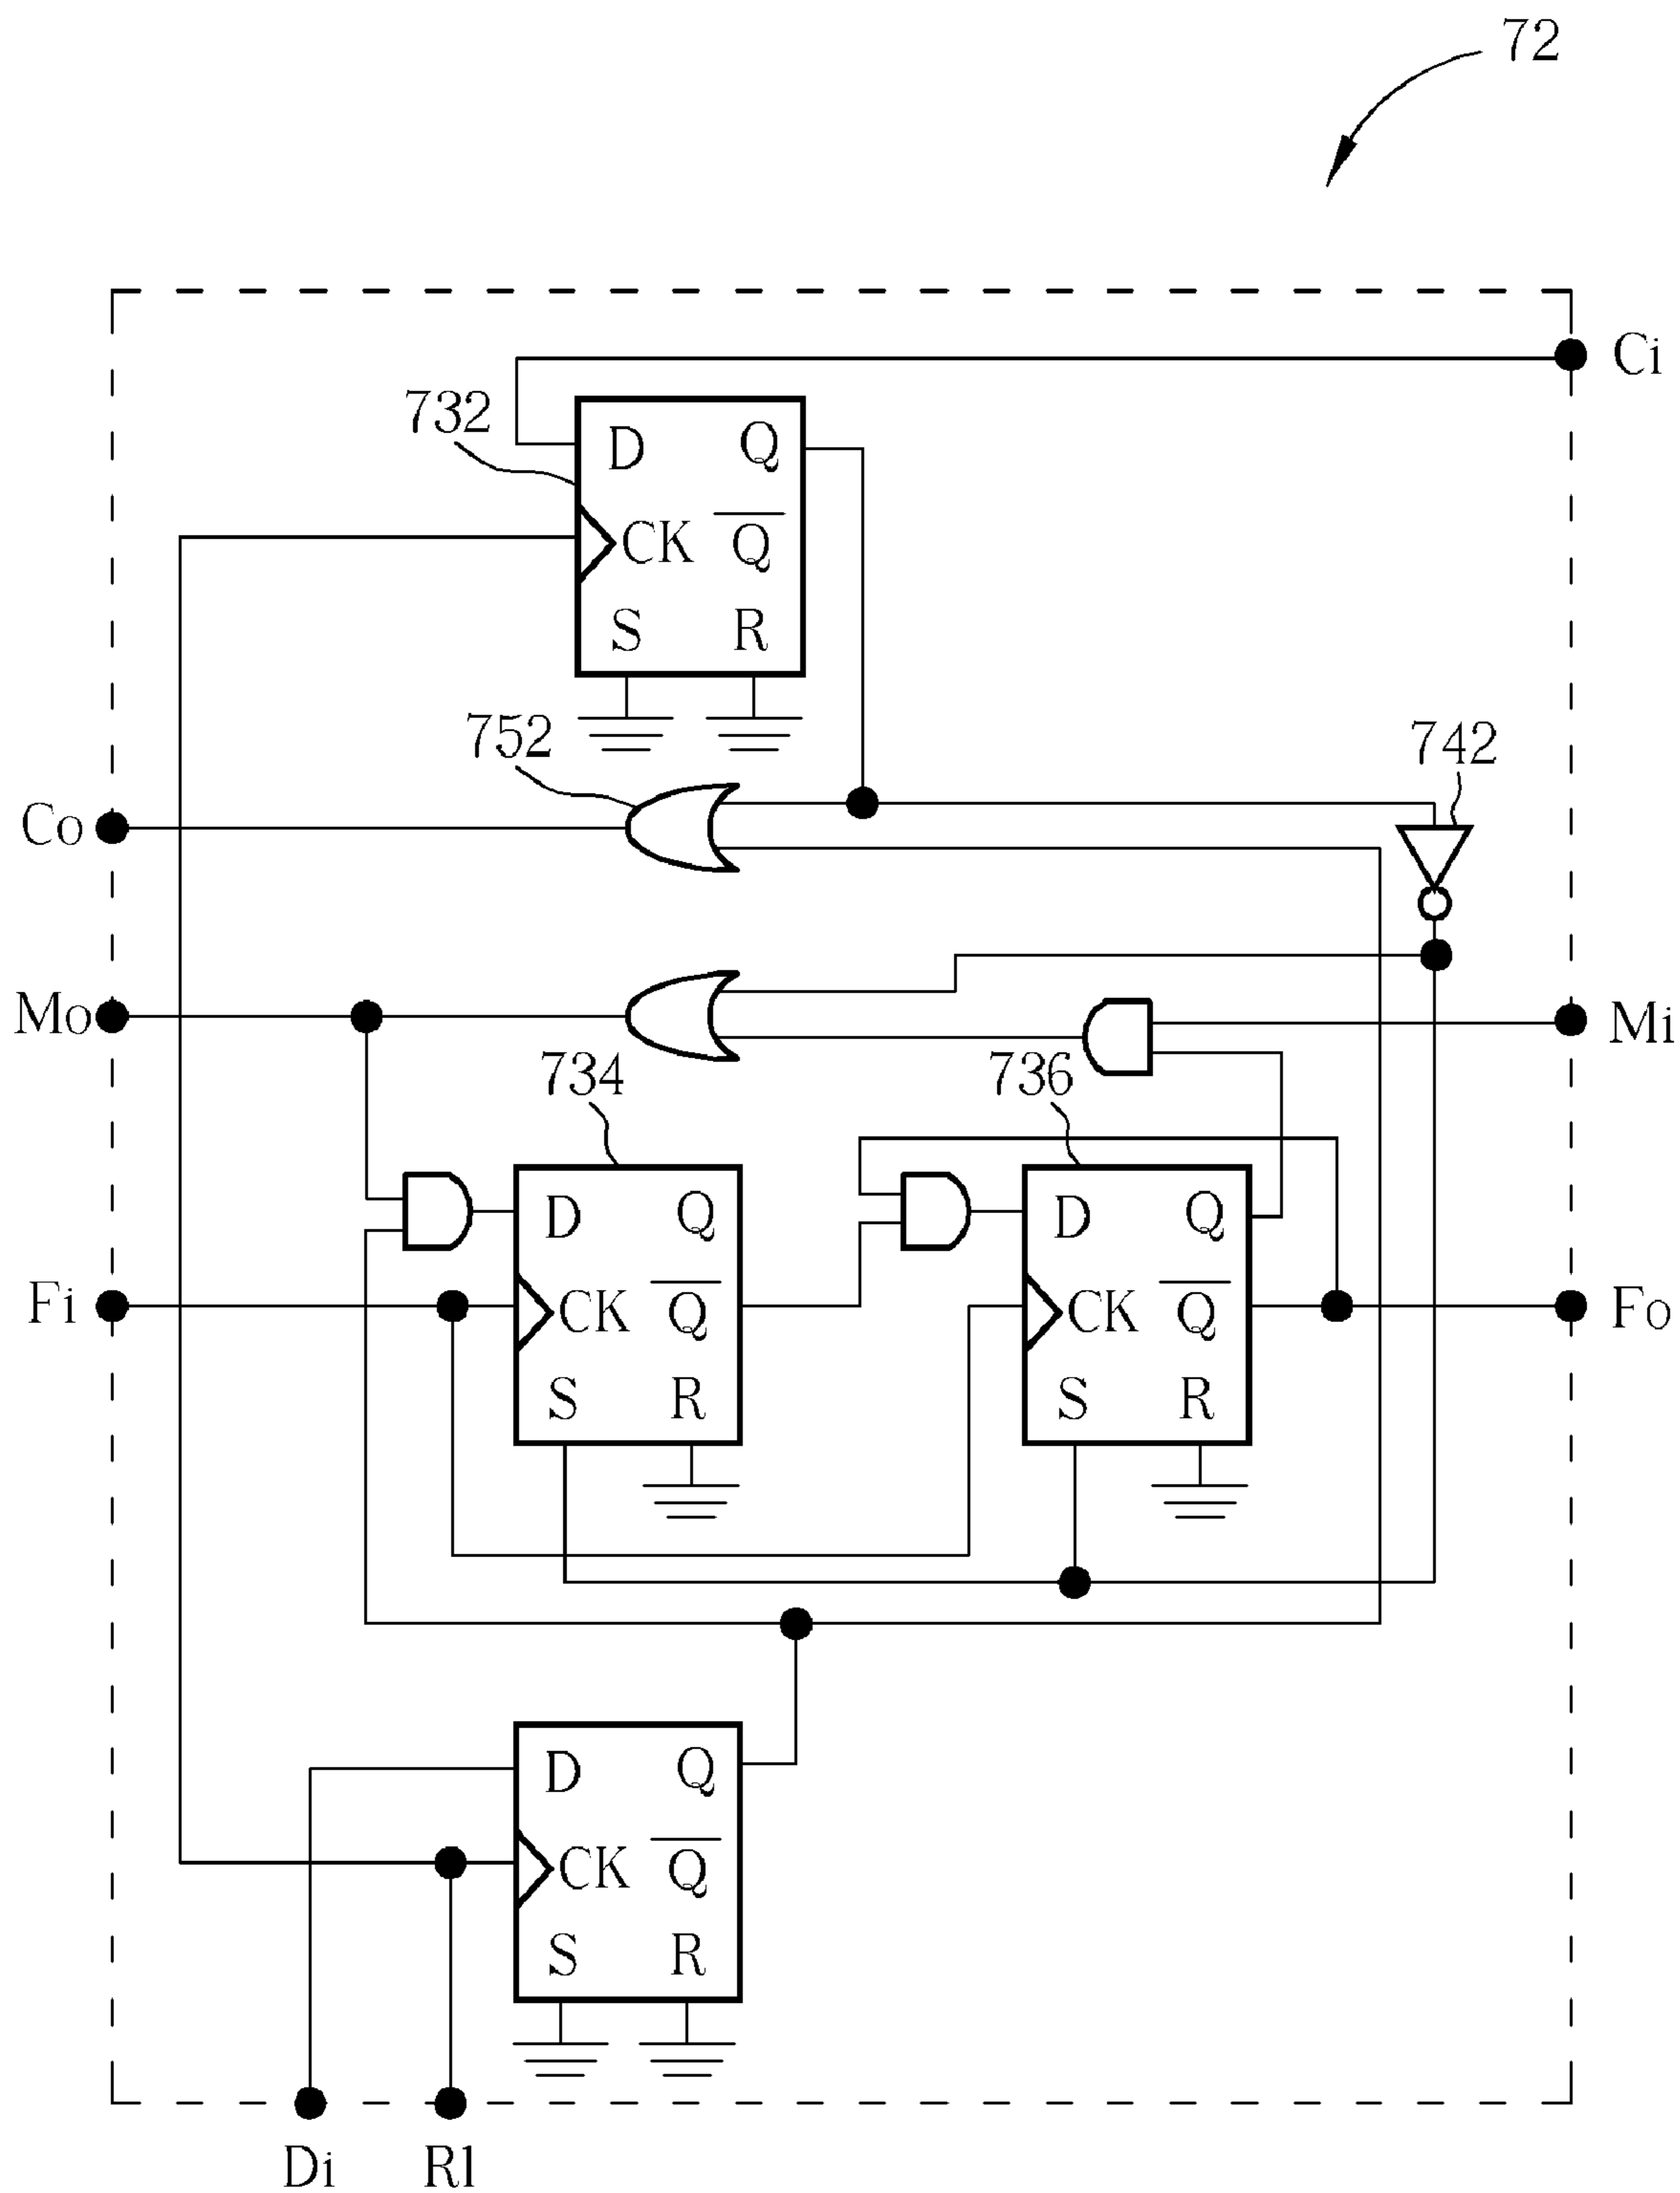 72
Ci
732
D Q
CK Q
S R
752
742
Co
Mo
Mi
734
736
D Q
D Q
Fi
CK Q
CK Q
Fo
S R
S R
D Q
CK Q
S R
Di
R1